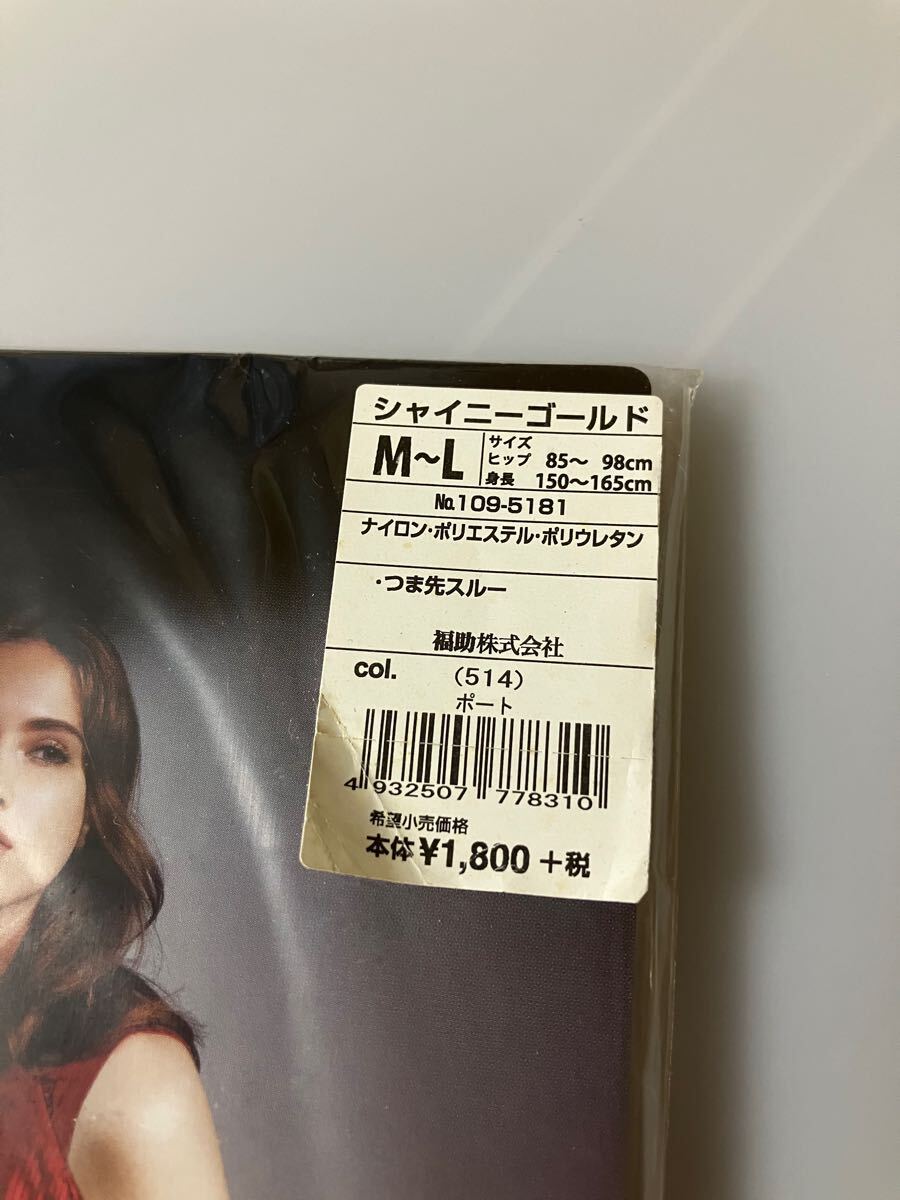 シャイニーゴールド
M~L
サイズ
ヒップ 85~ 98cm
身長 150~165cm
№109-5181
ナイロン・ポリエステル・ポリウレタン
・つま先スルー
福助株式会社
col. (514)
ポート
4 932507 778310
希望小売価格
本体¥1,800+税